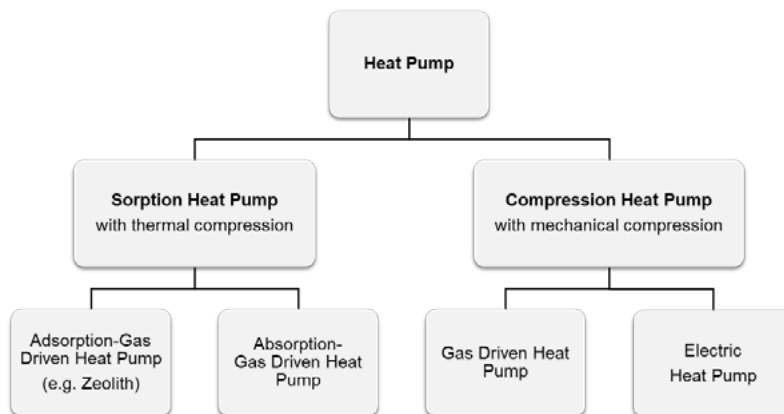 Heat Pump
Sorption Heat Pump
with thermal compression
Compression Heat Pump
with mechanical compression
Adsorption-Gas
Driven Heat Pump
(e.g. Zeolith)
Absorption-
Gas Driven Heat
Pump
Gas Driven Heat
Pump
Electric
Heat Pump